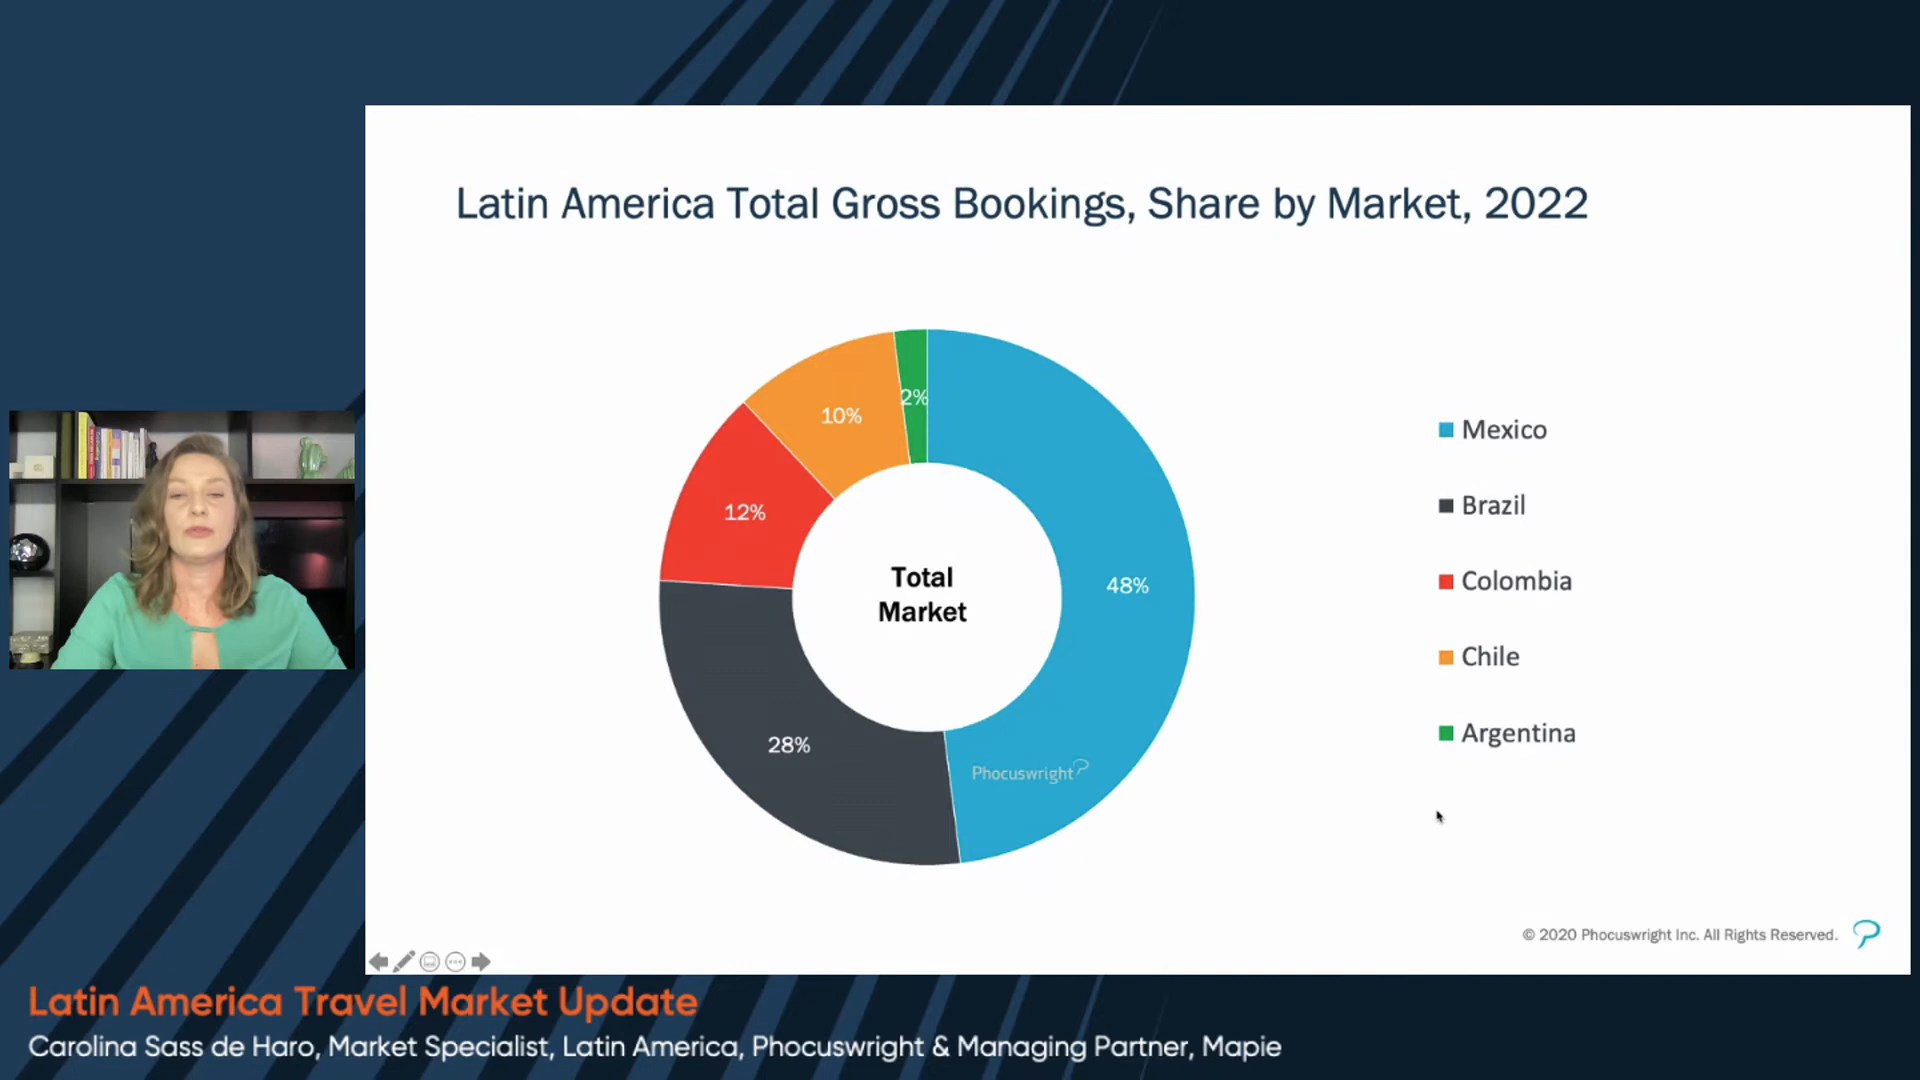 Latin America Total Gross Bookings, Share by Market, 2022
2%
10%
12%
48%
28%
Total
Market
Phocuswright
Mexico
Brazil
Colombia
Chile
Argentina
© 2020 Phocuswright Inc. All Rights Reserved.
Latin America Travel Market Update
Carolina Sass de Haro, Market Specialist, Latin America, Phocuswright & Managing Partner, Mapie